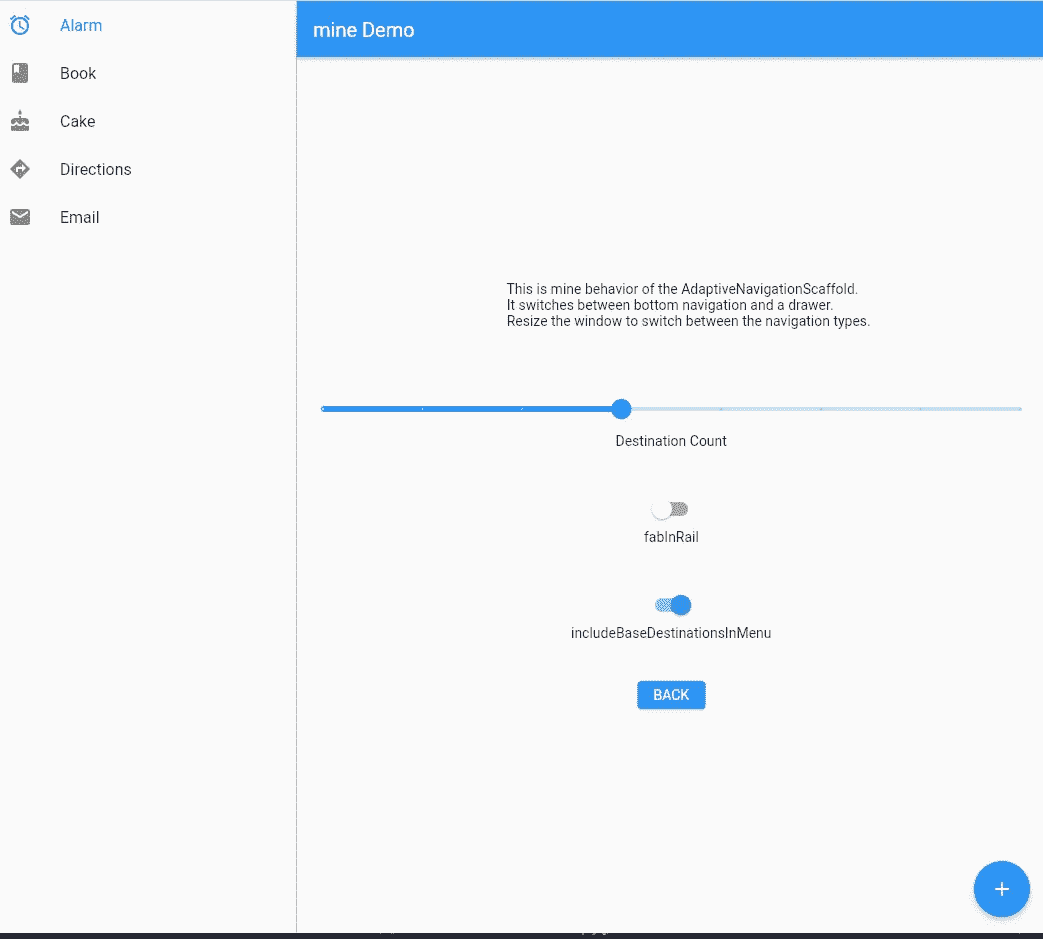 Alarm
Book
Cake
Directions
Email
mine Demo
This is mine behavior of the AdaptiveNavigationScaffold.
It switches between bottom navigation and a drawer.
Resize the window to switch between the navigation types.
Destination Count
fabInRail
includeBaseDestinationsInMenu
BACK